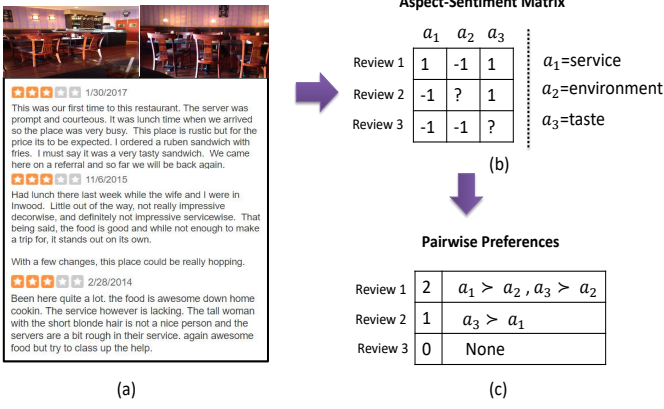 Aspect-Sentiment Matrix
1/30/2017
This was our first time to this restaurant. The server was
prompt and courteous. It was lunch time when we arrived
so the place was very busy. This place is rustic but for the
price its to be expected. I ordered a ruben sandwich with
fries. I must say it was a very tasty sandwich. We came
here on a referral and so far we will be back again.
11/6/2015
Had lunch there last week while the wife and I were in
Inwood. Little out of the way, not really impressive
decorwise, and definitely not impressive servicewise. That
being said, the food is good and while not enough to make
a trip for, it stands out on its own.
With a few changes, this place could be really hopping.
2/28/2014
Been here quite a lot. the food is awesome down home
cookin. The service however is lacking. The tall woman
with the short blonde hair is not a nice person and the
servers are a bit rough in their service. again awesome
food but try to class up the help.
(a)
a₁ a₂ a₃
Review 1 1 -1 1
Review 2 -1 ? 1
Review 3 -1 -1 ?
a₁=service
a₂=environment
a₃=taste
(b)
Pairwise Preferences
Review 1 2 a₁ ≻ a₂ , a₃ ≻ a₂
Review 2 1 a₃ ≻ a₁
Review 3 0 None
(c)